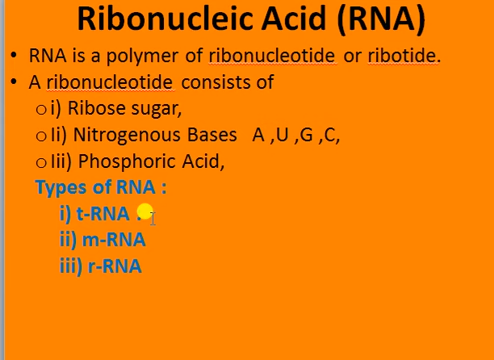 Ribonucleic Acid (RNA)
• RNA is a polymer of ribonucleotide or ribotide.
• A ribonucleotide consists of
o i) Ribose sugar,
o Ii) Nitrogenous Bases A ,U ,G ,C,
o Iii) Phosphoric Acid,
Types of RNA :
i) t-RNA :
ii) m-RNA
iii) r-RNA